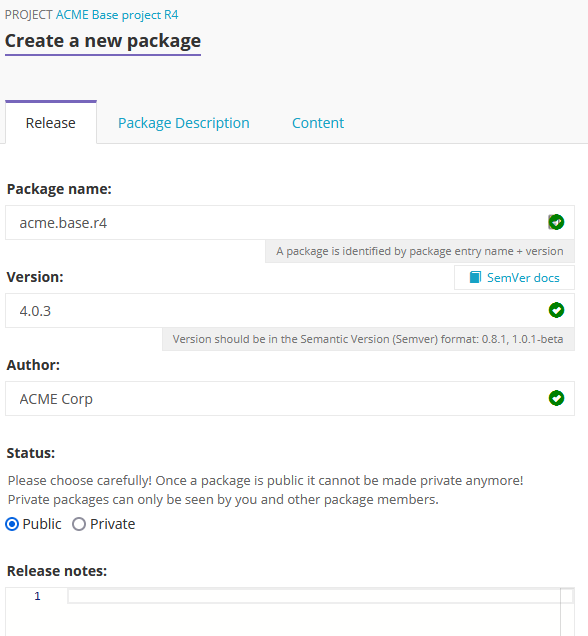 PROJECT ACME Base project R4
Create a new package
Release Package Description Content
Package name:
acme.base.r4
A package is identified by package entry name + version
Version:
SemVer docs
4.0.3
Version should be in the Semantic Version (Semver) format: 0.8.1, 1.0.1-beta
Author:
ACME Corp
Status:
Please choose carefully! Once a package is public it cannot be made private anymore!
Private packages can only be seen by you and other package members.
Public Private
Release notes:
1